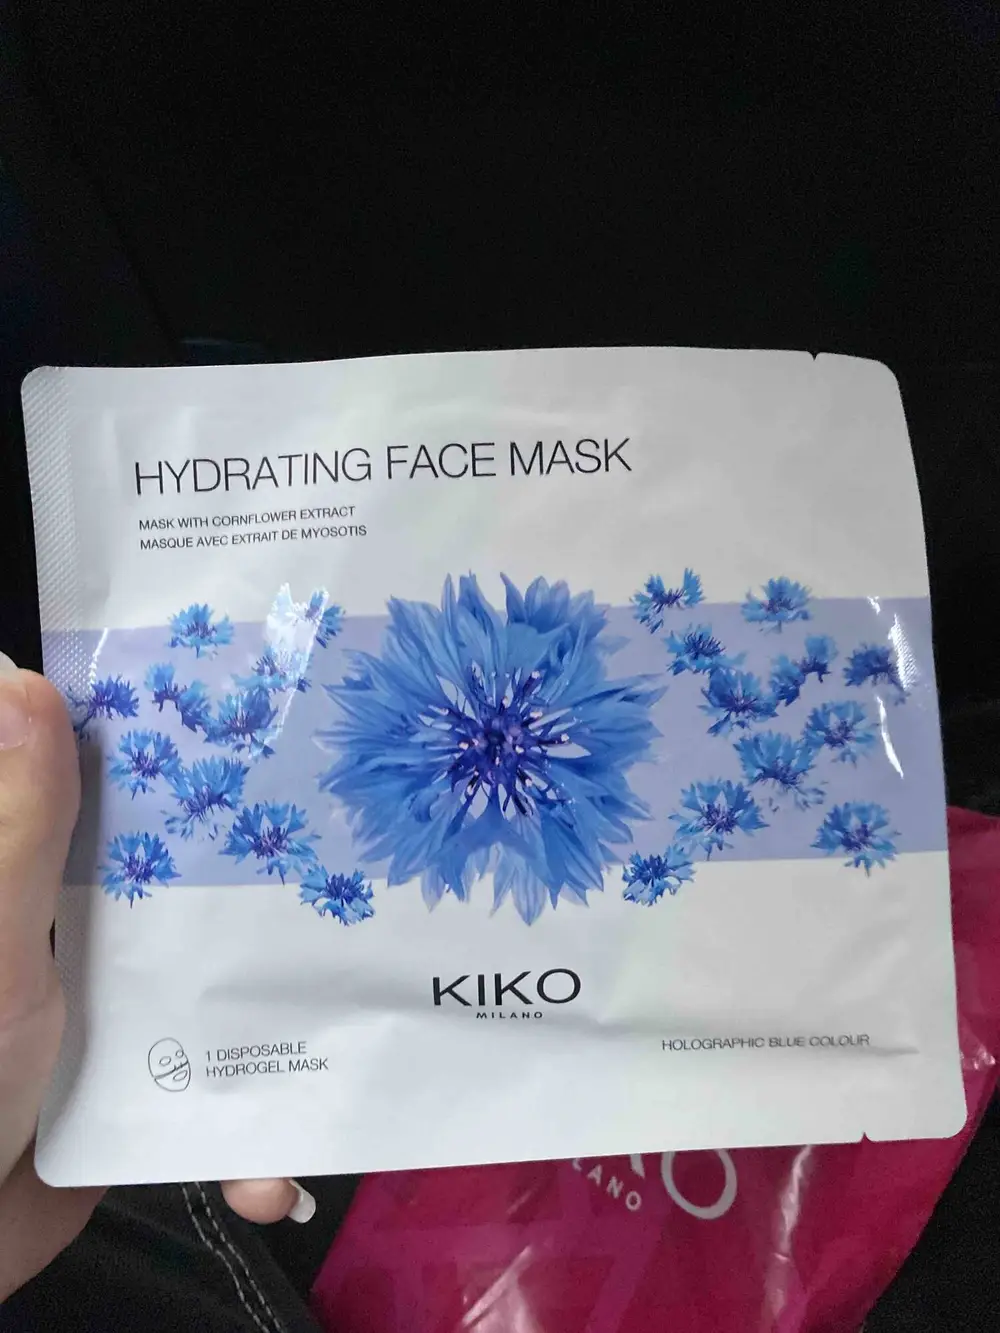 HYDRATING FACE MASK
MASK WITH CORNFLOWER EXTRACT
MASQUE AVEC EXTRAIT DE MYOSOTIS
KIKO
MILANO
1 DISPOSABLE
HYDROGEL MASK
HOLOGRAPHIC BLUE COLOUR